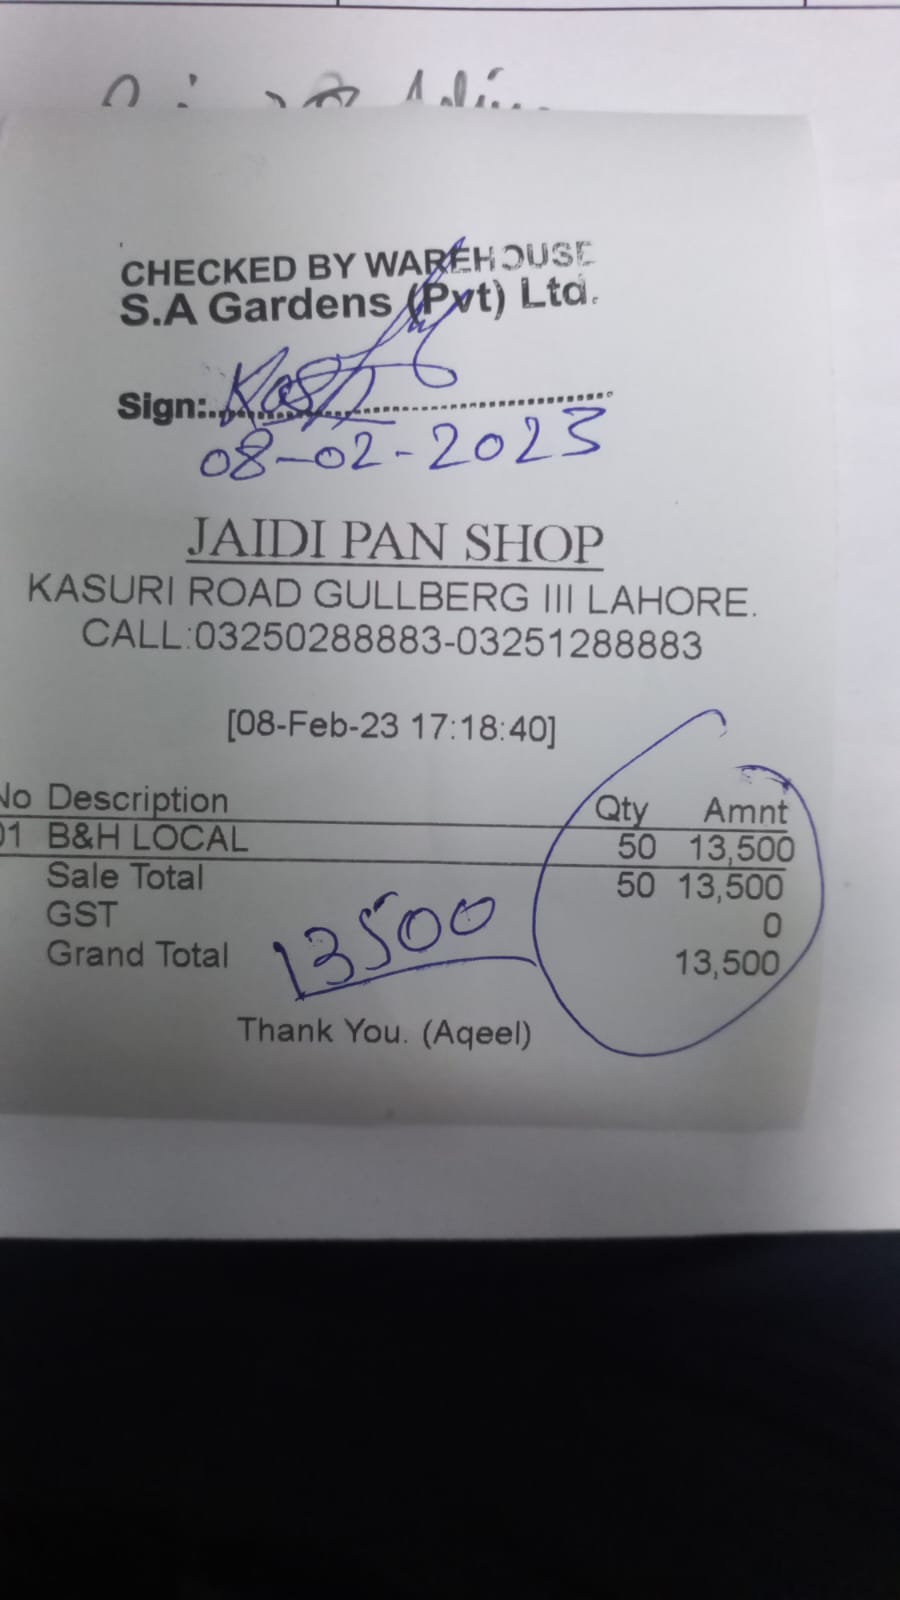 CHECKED BY WAREHOUSE
S.A Gardens (Pvt) Ltd.
Sign:
08-02-2023
JAIDI PAN SHOP
KASURI ROAD GULLBERG III LAHORE.
CALL:03250288883-03251288883
[08-Feb-23 17:18:40]
No Description Qty Amnt
01 B&H LOCAL 50 13,500
Sale Total 50 13,500
GST 0
Grand Total 13,500
13500
Thank You. (Aqeel)